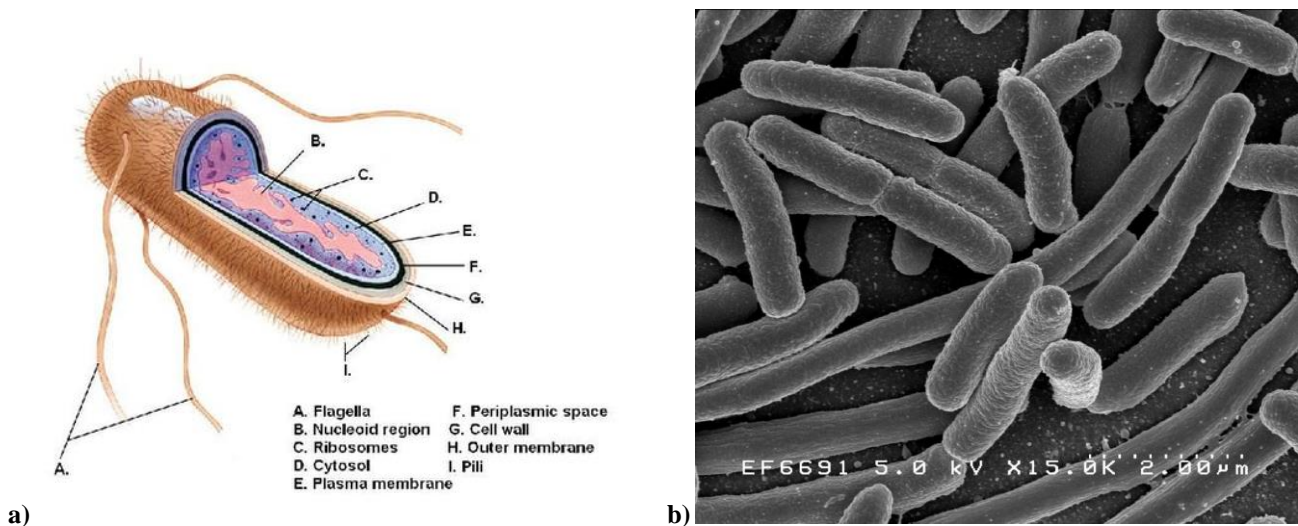 B.
C.
D.
E.
F.
G.
H.
I.
A.
A. Flagella
B. Nucleoid region
C. Ribosomes
D. Cytosol
E. Plasma membrane
F. Periplasmic space
G. Cell wall
H. Outer membrane
I. Pili
a)
EF6691 5.0 kV X15.0K 2.00µm
b)